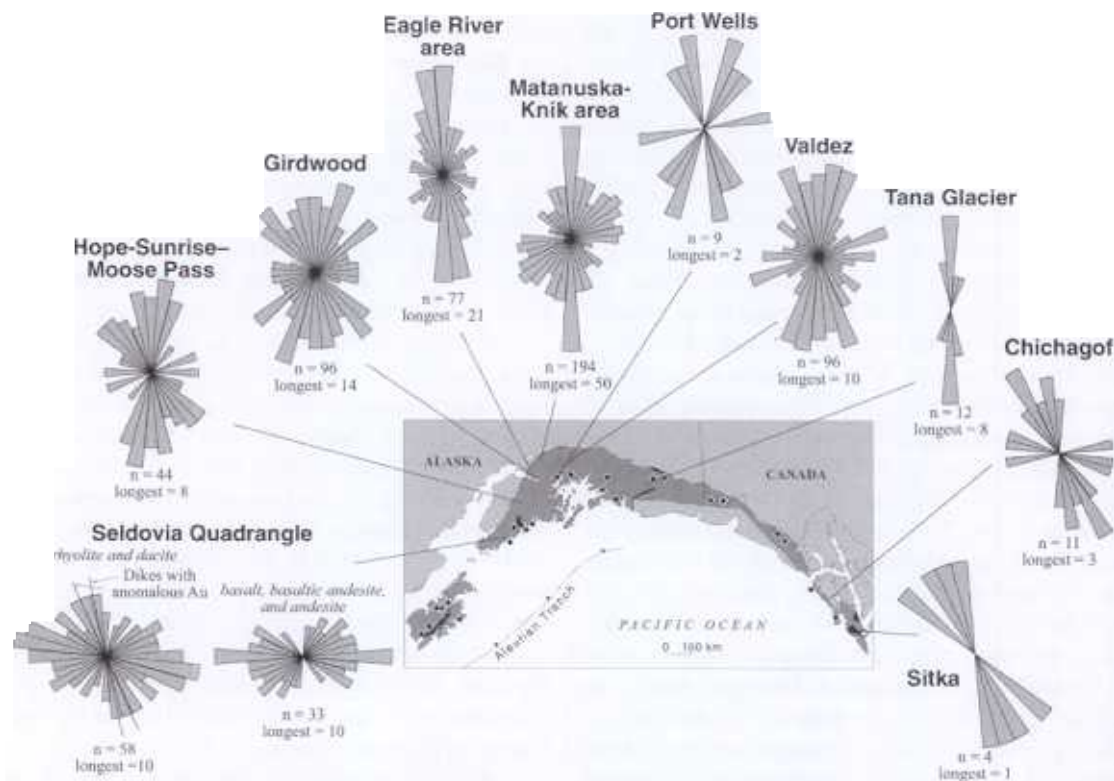 Eagle River
area
n = 77
longest = 21
Port Wells
n = 9
longest = 2
Matanuska-
Knik area
n = 194
longest = 50
Girdwood
n = 96
longest = 14
Valdez
n = 96
longest = 10
Tana Glacier
n = 12
longest = 8
Hope-Sunrise–
Moose Pass
n = 44
longest = 8
Chichagof
n = 11
longest = 3
Seldovia Quadrangle
rhyolite and dacite
Dikes with
anomalous Au
n = 58
longest =10
basalt, basaltic andesite,
and andesite
n = 33
longest = 10
Sitka
n = 4
longest = 1
ALASKA
CANADA
Aleutian Trench
PACIFIC OCEAN
0 100 km